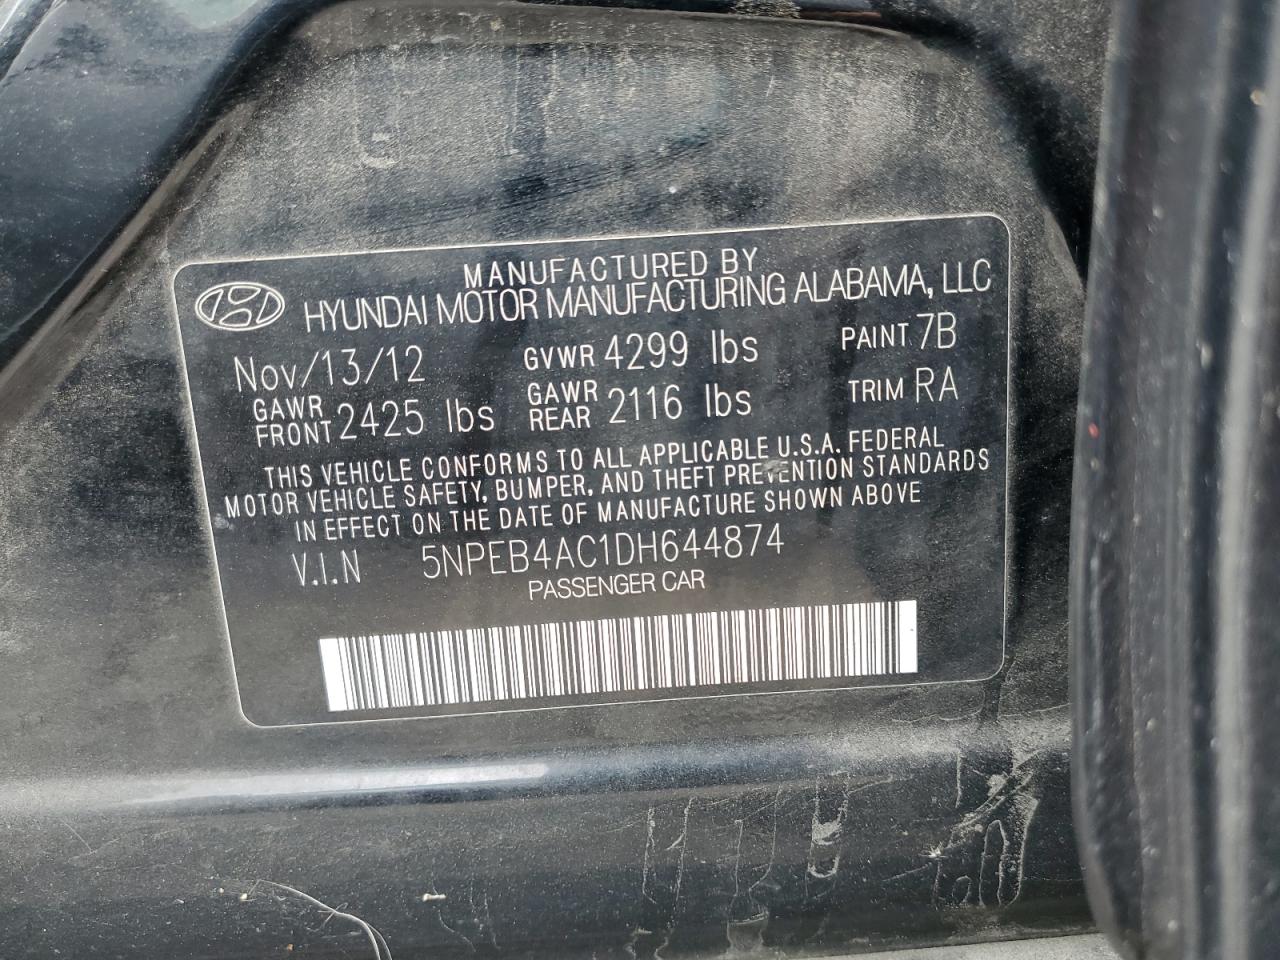 MANUFACTURED BY
HYUNDAI MOTOR MANUFACTURING ALABAMA, LLC
Nov/13/12 GVWR 4299 lbs PAINT 7B
GAWR FRONT 2425 lbs GAWR REAR 2116 lbs TRIM RA
THIS VEHICLE CONFORMS TO ALL APPLICABLE U.S.A. FEDERAL
MOTOR VEHICLE SAFETY, BUMPER, AND THEFT PREVENTION STANDARDS
IN EFFECT ON THE DATE OF MANUFACTURE SHOWN ABOVE
V.I.N 5NPEB4AC1DH644874
PASSENGER CAR